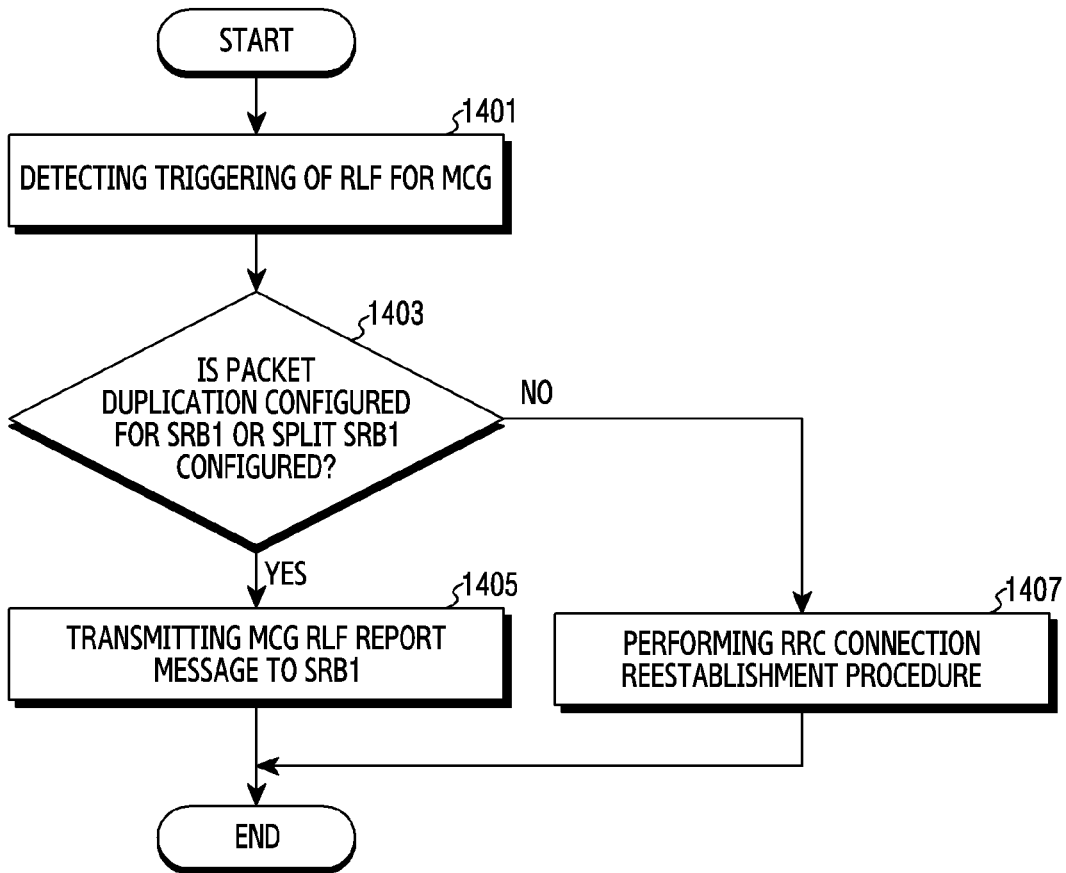 START
1401
DETECTING TRIGGERING OF RLF FOR MCG
1403
IS PACKET
DUPLICATION CONFIGURED
FOR SRB1 OR SPLIT SRB1
CONFIGURED?
NO
YES
1405
TRANSMITTING MCG RLF REPORT
MESSAGE TO SRB1
1407
PERFORMING RRC CONNECTION
REESTABLISHMENT PROCEDURE
END